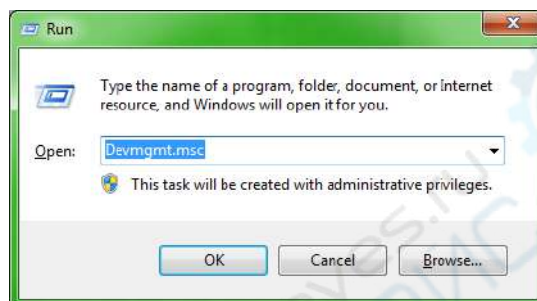 Run
Type the name of a program, folder, document, or Internet
resource, and Windows will open it for you.
Open: Devmgmt.msc
This task will be created with administrative privileges.
OK Cancel Browse...